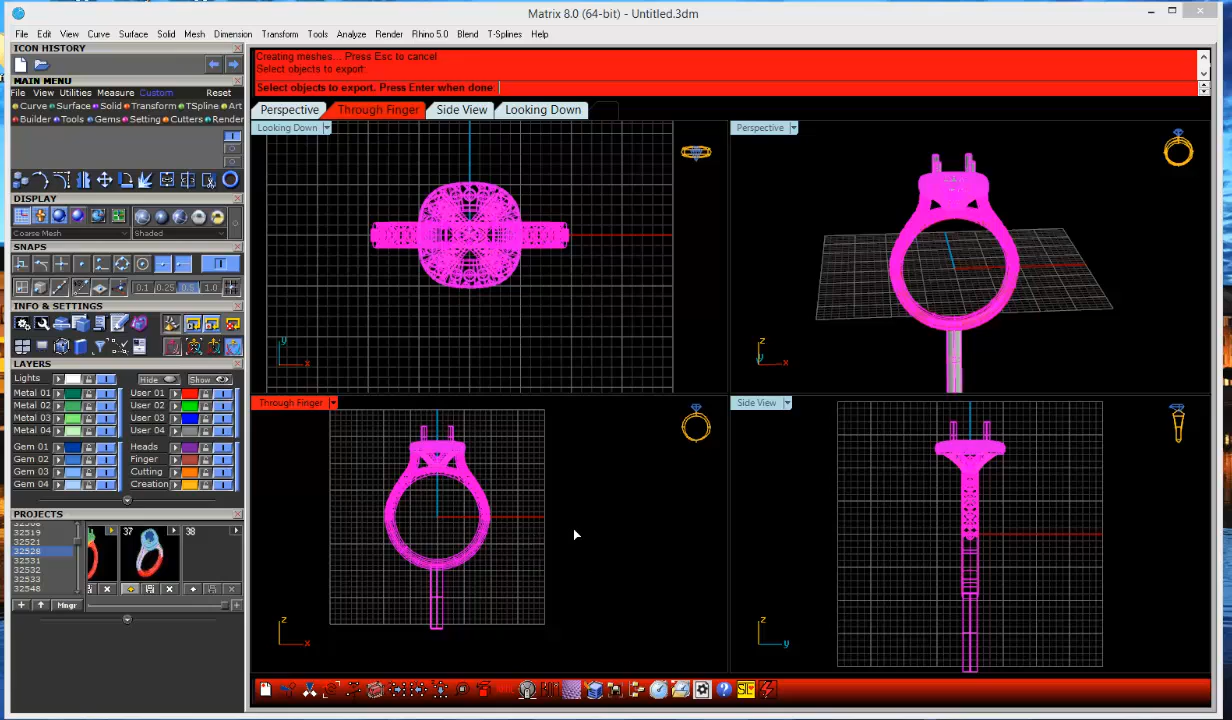 Matrix 8.0 (64-bit) - Untitled.3dm
File Edit View Curve Surface Solid Mesh Dimension Transform Tools Analyze Render Rhino 5.0 Blend T-Splines Help
ICON HISTORY
MAIN MENU
File View Utilities Measure Custom Reset
Curve Surface Solid Transform TSpline Art
Builder Tools Gems Setting Cutters Render
DISPLAY
Coarse Mesh Shaded
SNAPS
0.1 0.25 0.5 1.0
INFO & SETTINGS
LAYERS
Lights Hide Show
Metal 01 User 01
Metal 02 User 02
Metal 03 User 03
Metal 04 User 04
Gem 01 Heads
Gem 02 Finger
Gem 03 Cutting
Gem 04 Creation
PROJECTS
32519
32521
32528
32531
32532
32533
32548
37 38
Mngr
Creating meshes... Press Esc to cancel
Select objects to export:
Select objects to export. Press Enter when done:
Perspective Through Finger Side View Looking Down
Looking Down
y
x
Perspective
z
y
x
Through Finger
z
x
Side View
z
y